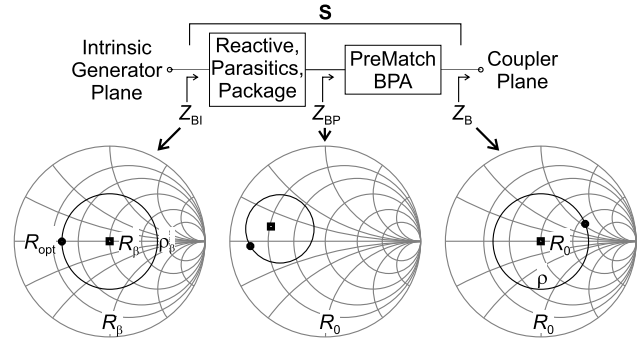 S
Intrinsic
Generator
Plane
Reactive,
Parasitics,
Package
PreMatch
BPA
Coupler
Plane
Z_BI
Z_BP
Z_B
R_opt
R_β
ρ_β
R_0
ρ
R_β
R_0
R_0